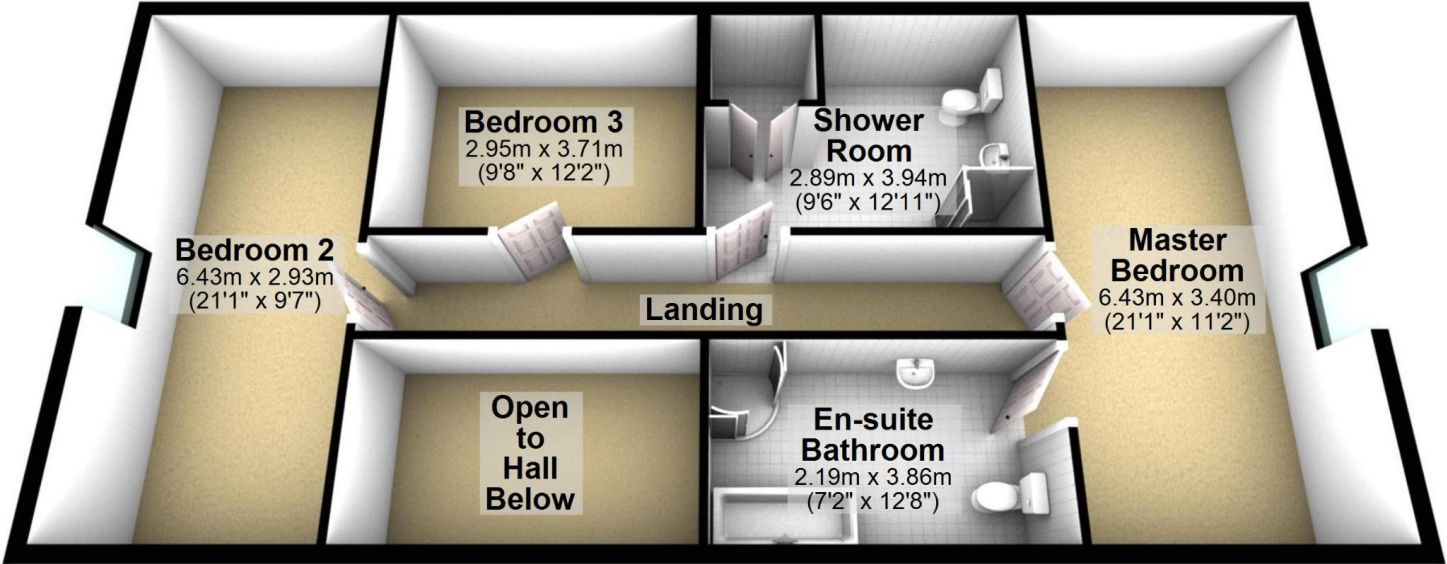 Bedroom 3
2.95m x 3.71m
(9'8" x 12'2")
Shower
Room
2.89m x 3.94m
(9'6" x 12'11")
Bedroom 2
6.43m x 2.93m
(21'1" x 9'7")
Master
Bedroom
6.43m x 3.40m
(21'1" x 11'2")
Landing
Open
to
Hall
Below
En-suite
Bathroom
2.19m x 3.86m
(7'2" x 12'8")